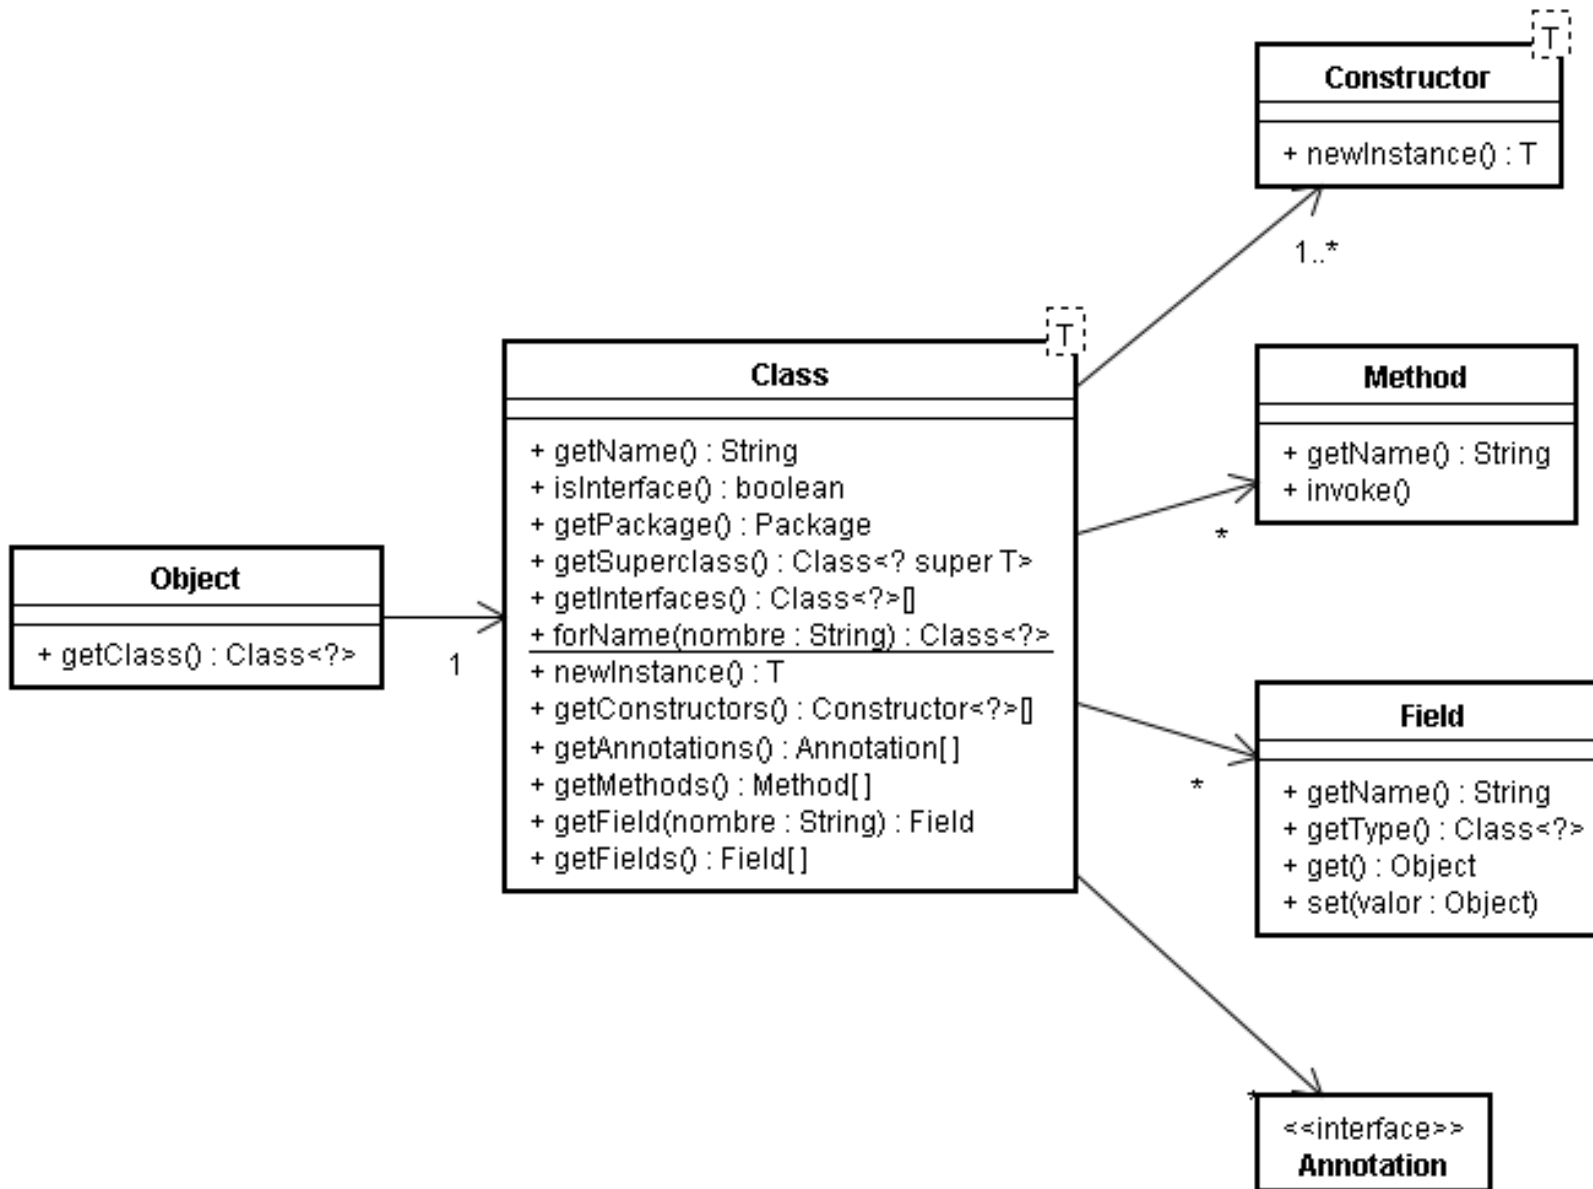 T
Constructor
+ newInstance() : T
T
Class
+ getName() : String
+ isInterface() : boolean
+ getPackage() : Package
+ getSuperclass() : Class<? super T>
+ getInterfaces() : Class<?>[]
+ forName(nombre : String) : Class<?>
+ newInstance() : T
+ getConstructors() : Constructor<?>[]
+ getAnnotations() : Annotation[]
+ getMethods() : Method[]
+ getField(nombre : String) : Field
+ getFields() : Field[]
Object
+ getClass() : Class<?>
1
1..*
Method
+ getName() : String
+ invoke()
*
Field
+ getName() : String
+ getType() : Class<?>
+ get() : Object
+ set(valor : Object)
*
*
<<interface>>
Annotation